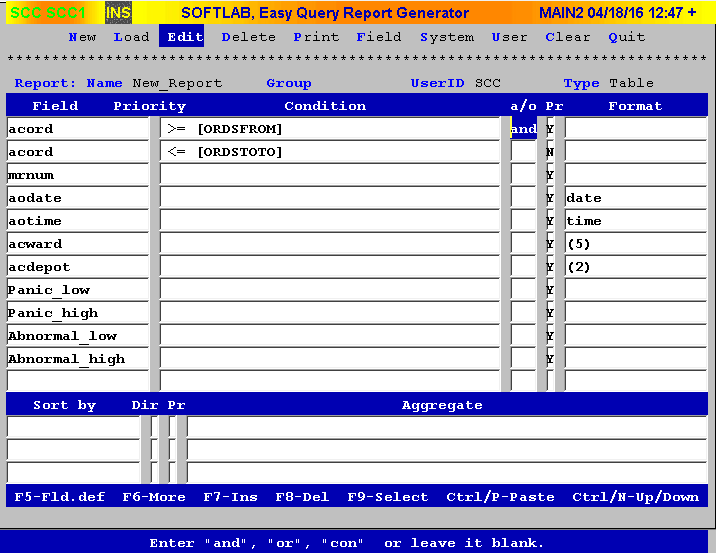 SCC SCC1 INS SOFTLAB, Easy Query Report Generator MAIN2 04/18/16 12:47 +
New Load Edit Delete Print Field System User Clear Quit
******************************************************************************
Report: Name New_Report Group UserID SCC Type Table
Field Priority Condition a/o Pr Format
acord >= [ORDSFROM] and Y
acord <= [ORDSTOTO] N
mrnum Y
aodate Y date
aotime Y time
acward Y (5)
acdepot Y (2)
Panic_low Y
Panic_high Y
Abnormal_low Y
Abnormal_high Y
Sort by Dir Pr Aggregate
F5-Fld.def F6-More F7-Ins F8-Del F9-Select Ctrl/P-Paste Ctrl/N-Up/Down
Enter "and", "or", "con" or leave it blank.